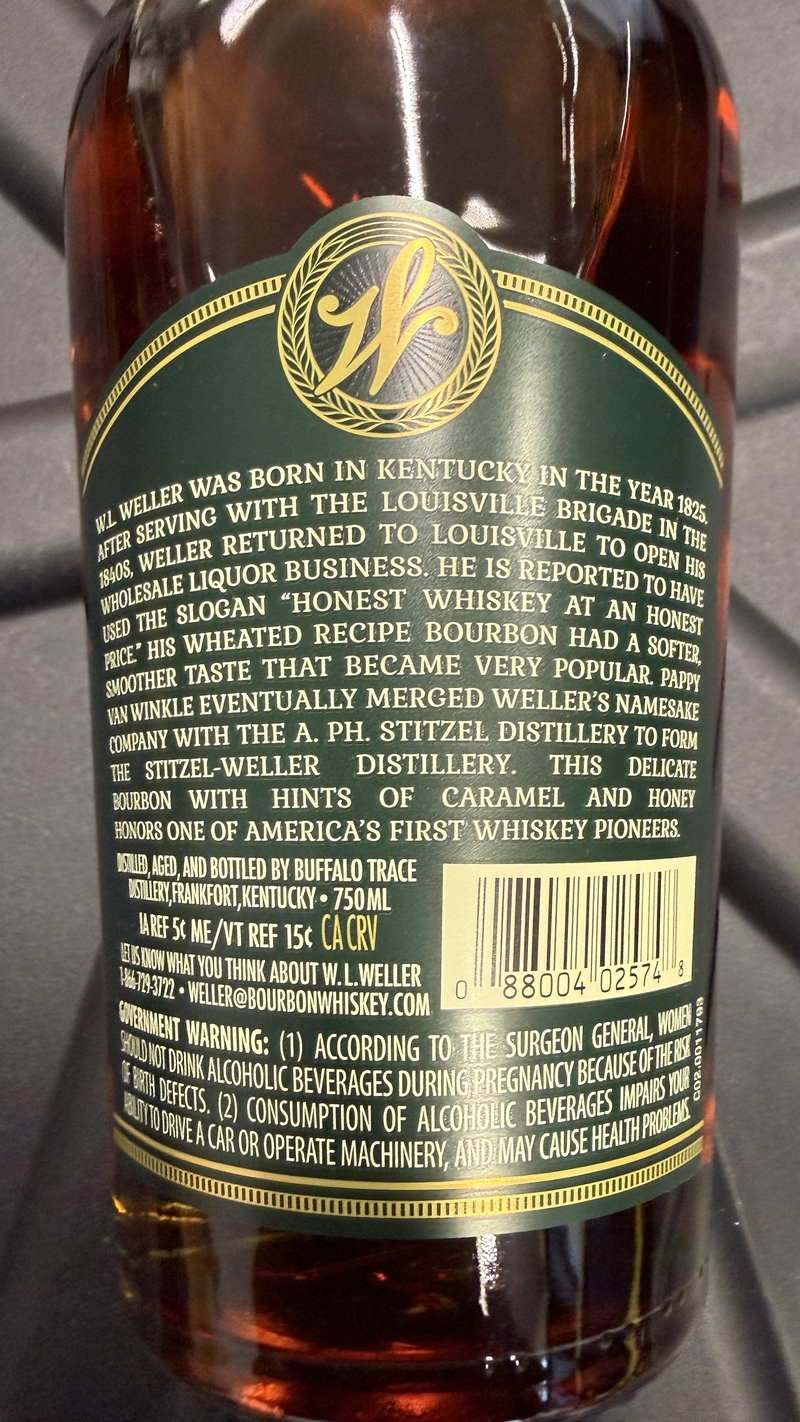 W
W.L. WELLER WAS BORN IN KENTUCKY IN THE YEAR 1825.
AFTER SERVING WITH THE LOUISVILLE BRIGADE IN THE
1840S, WELLER RETURNED TO LOUISVILLE TO OPEN HIS
WHOLESALE LIQUOR BUSINESS. HE IS REPORTED TO HAVE
USED THE SLOGAN “HONEST WHISKEY AT AN HONEST
PRICE.” HIS WHEATED RECIPE BOURBON HAD A SOFTER,
SMOOTHER TASTE THAT BECAME VERY POPULAR. PAPPY
VAN WINKLE EVENTUALLY MERGED WELLER’S NAMESAKE
COMPANY WITH THE A. PH. STITZEL DISTILLERY TO FORM
THE STITZEL-WELLER DISTILLERY. THIS DELICATE
BOURBON WITH HINTS OF CARAMEL AND HONEY
HONORS ONE OF AMERICA’S FIRST WHISKEY PIONEERS.
DISTILLED, AGED, AND BOTTLED BY BUFFALO TRACE
DISTILLERY, FRANKFORT, KENTUCKY • 750 ML
IA REF 5¢ ME/VT REF 15¢ CA CRV
LET US KNOW WHAT YOU THINK ABOUT W.L.WELLER
1-866-729-3722 • WELLER@BOURBONWHISKEY.COM
0 88004 02574 8
GOVERNMENT WARNING: (1) ACCORDING TO THE SURGEON GENERAL, WOMEN
SHOULD NOT DRINK ALCOHOLIC BEVERAGES DURING PREGNANCY BECAUSE OF THE RISK
OF BIRTH DEFECTS. (2) CONSUMPTION OF ALCOHOLIC BEVERAGES IMPAIRS YOUR
ABILITY TO DRIVE A CAR OR OPERATE MACHINERY, AND MAY CAUSE HEALTH PROBLEMS.